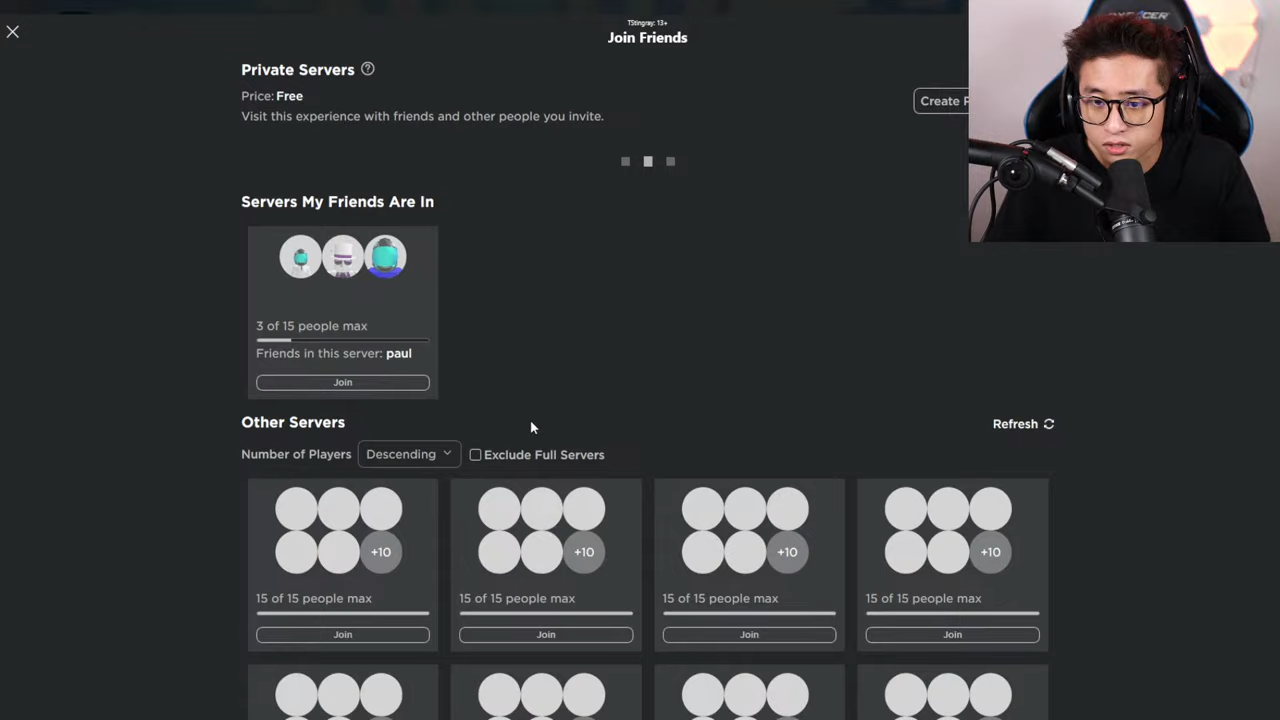 TStingray: 13+
Join Friends
Private Servers
Price: Free
Visit this experience with friends and other people you invite.
Create P
Servers My Friends Are In
3 of 15 people max
Friends in this server: paul
Join
Other Servers
Refresh
Number of Players Descending Exclude Full Servers
+10 +10 +10 +10
15 of 15 people max 15 of 15 people max 15 of 15 people max 15 of 15 people max
Join Join Join Join